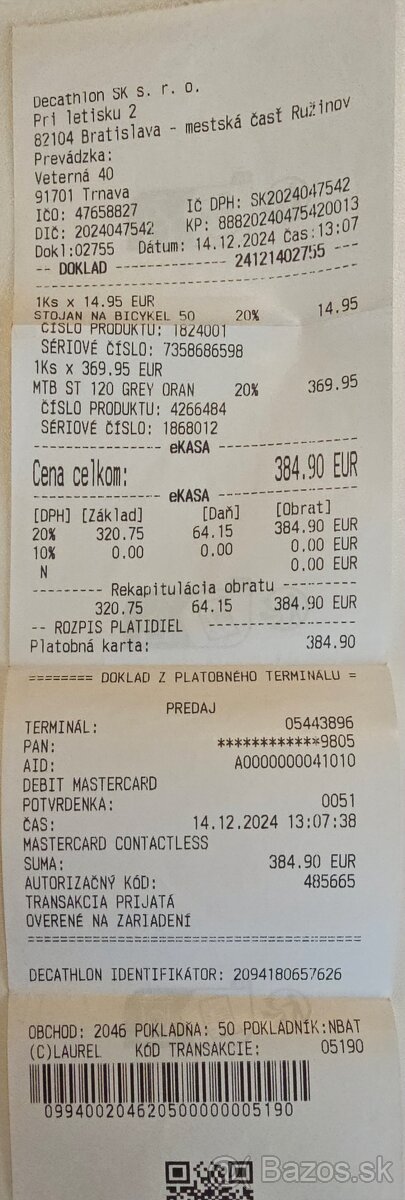 Decathlon SK s. r. o.
Pri letisku 2
82104 Bratislava - mestská časť Ružinov
Prevádzka:
Veterná 40
91701 Trnava
IČO: 47658827 IČ DPH: SK2024047542
DIČ: 2024047542 KP: 88820240475420013
Dokl:02755 Dátum: 14.12.2024 Čas:13:07
-- DOKLAD ---------------- 24121402755 ---
1Ks x 14.95 EUR
STOJAN NA BICYKEL 50 20% 14.95
ČÍSLO PRODUKTU: 1824001
SÉRIOVÉ ČÍSLO: 7358686598
1Ks x 369.95 EUR
MTB ST 120 GREY ORAN 20% 369.95
ČÍSLO PRODUKTU: 4266484
SÉRIOVÉ ČÍSLO: 1868012
eKASA
Cena celkom: 384.90 EUR
eKASA
[DPH] [Základ] [Daň] [Obrat]
20% 320.75 64.15 384.90 EUR
10% 0.00 0.00 0.00 EUR
N 0.00 EUR
Rekapitulácia obratu
320.75 64.15 384.90 EUR
-- ROZPIS PLATIDIEL
Platobná karta: 384.90
======== DOKLAD Z PLATOBNÉHO TERMINÁLU =
PREDAJ
TERMINÁL: 05443896
PAN: ************9805
AID: A0000000041010
DEBIT MASTERCARD
POTVRDENKA: 0051
ČAS: 14.12.2024 13:07:38
MASTERCARD CONTACTLESS
SUMA: 384.90 EUR
AUTORIZAČNÝ KÓD: 485665
TRANSAKCIA PRIJATÁ
OVERENÉ NA ZARIADENÍ
DECATHLON IDENTIFIKÁTOR: 2094180657626
OBCHOD: 2046 POKLADŇA: 50 POKLADNÍK:NBAT
(C)LAUREL KÓD TRANSAKCIE: 05190
0994002046205000000005190
Bazos.sk